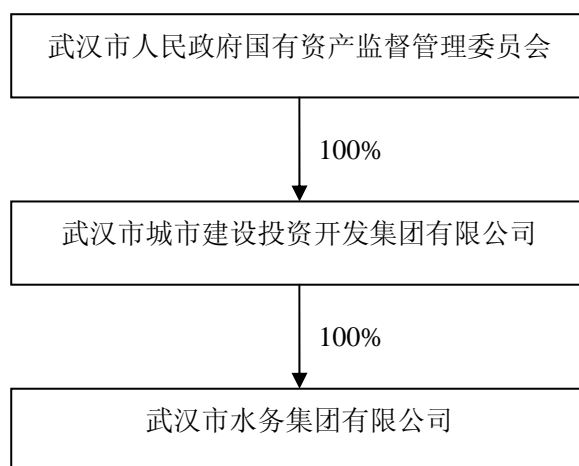 武汉市人民政府国有资产监督管理委员会
100%
武汉市城市建设投资开发集团有限公司
100%
武汉市水务集团有限公司